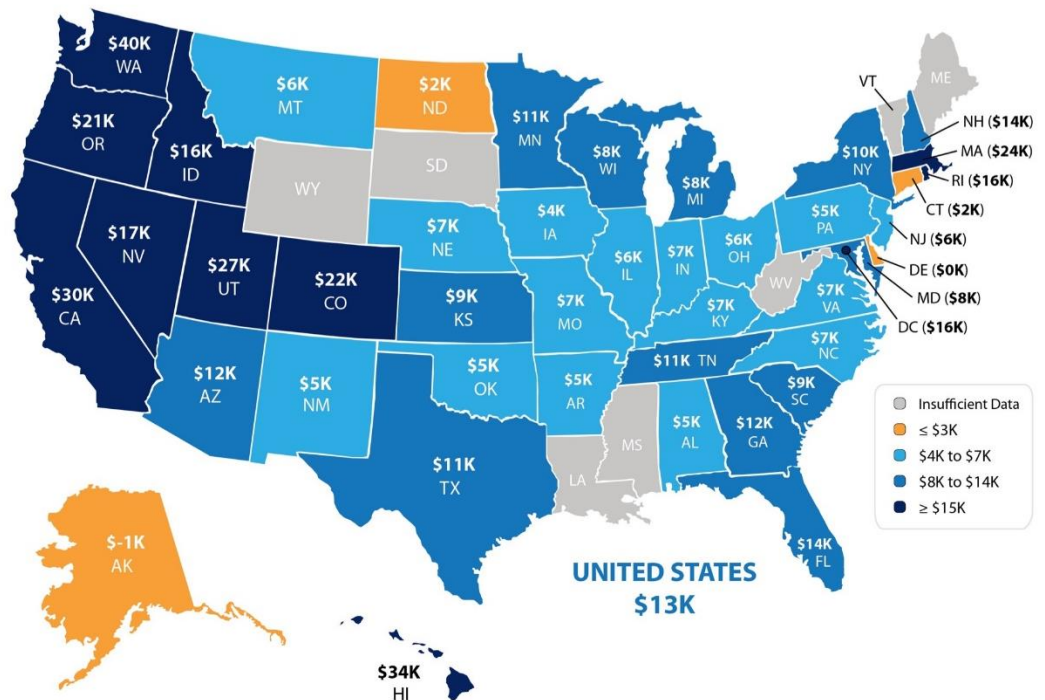 $40K
WA
$6K
MT
$2K
ND
$11K
MN
VT
ME
NH ($14K)
MA ($24K)
RI ($16K)
CT ($2K)
NJ ($6K)
DE ($0K)
MD ($8K)
DC ($16K)
$21K
OR
$16K
ID
WY
SD
$8K
WI
$8K
MI
$10K
NY
$17K
NV
$7K
NE
$4K
IA
$5K
PA
$30K
CA
$27K
UT
$22K
CO
$9K
KS
$7K
MO
$6K
IL
$7K
IN
$6K
OH
WV
$7K
KY
$7K
VA
$7K
NC
$12K
AZ
$5K
NM
$5K
OK
$5K
AR
$11K TN
$9K
SC
$11K
TX
LA
MS
$5K
AL
$12K
GA
$14K
FL
Insufficient Data
≤ $3K
$4K to $7K
$8K to $14K
≥ $15K
$-1K
AK
$34K
HI
UNITED STATES
$13K